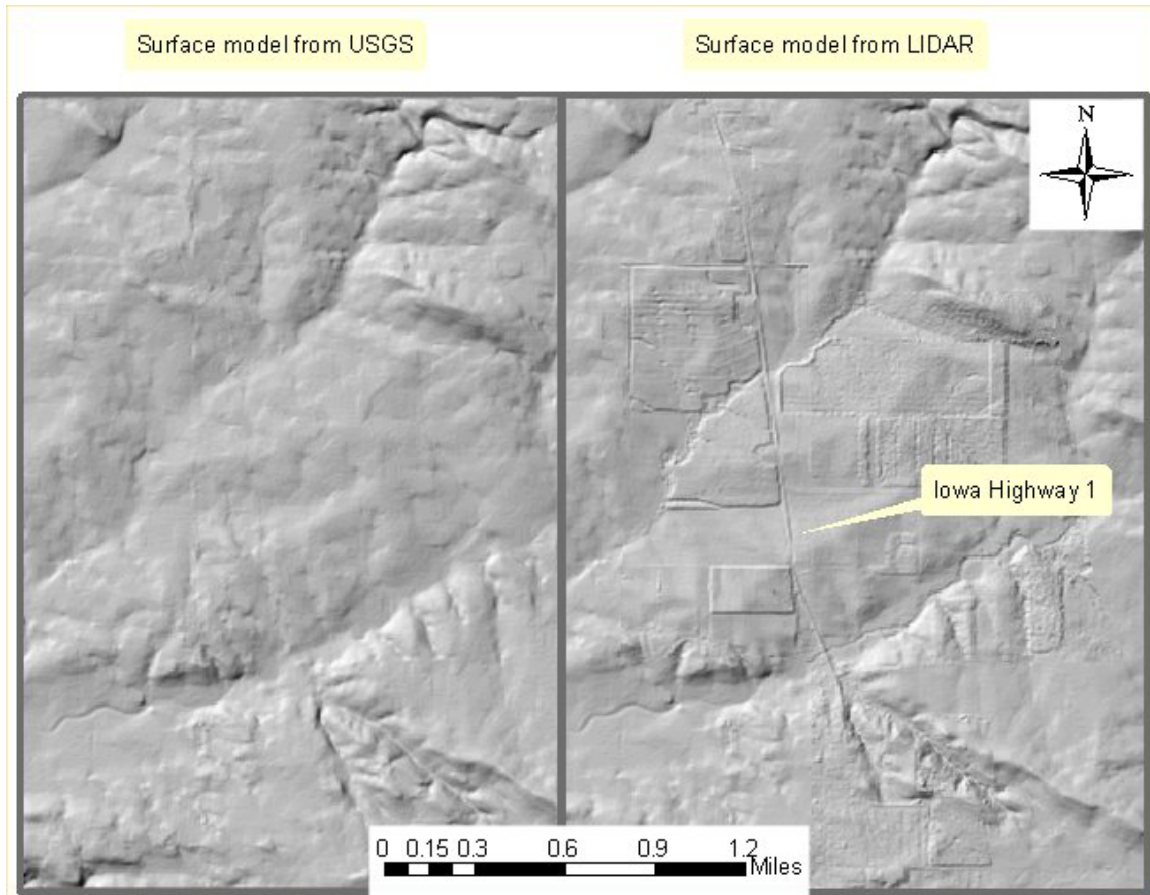 Surface model from USGS
Surface model from LIDAR
N
Iowa Highway 1
0 0.15 0.3 0.6 0.9 1.2
Miles